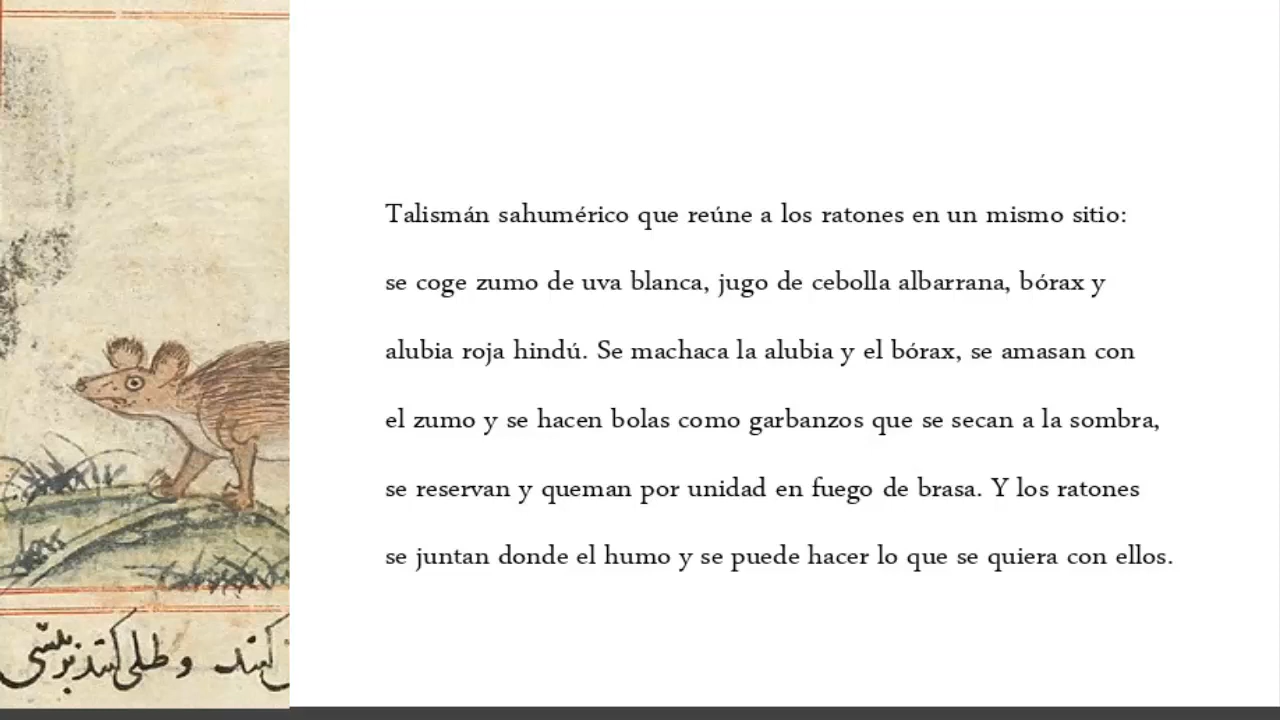 Talismán sahumérico que reúne a los ratones en un mismo sitio:
se coge zumo de uva blanca, jugo de cebolla albarrana, bórax y
alubia roja hindú. Se machaca la alubia y el bórax, se amasan con
el zumo y se hacen bolas como garbanzos que se secan a la sombra,
se reservan y queman por unidad en fuego de brasa. Y los ratones
se juntan donde el humo y se puede hacer lo que se quiera con ellos.
کنند و طلی کنند